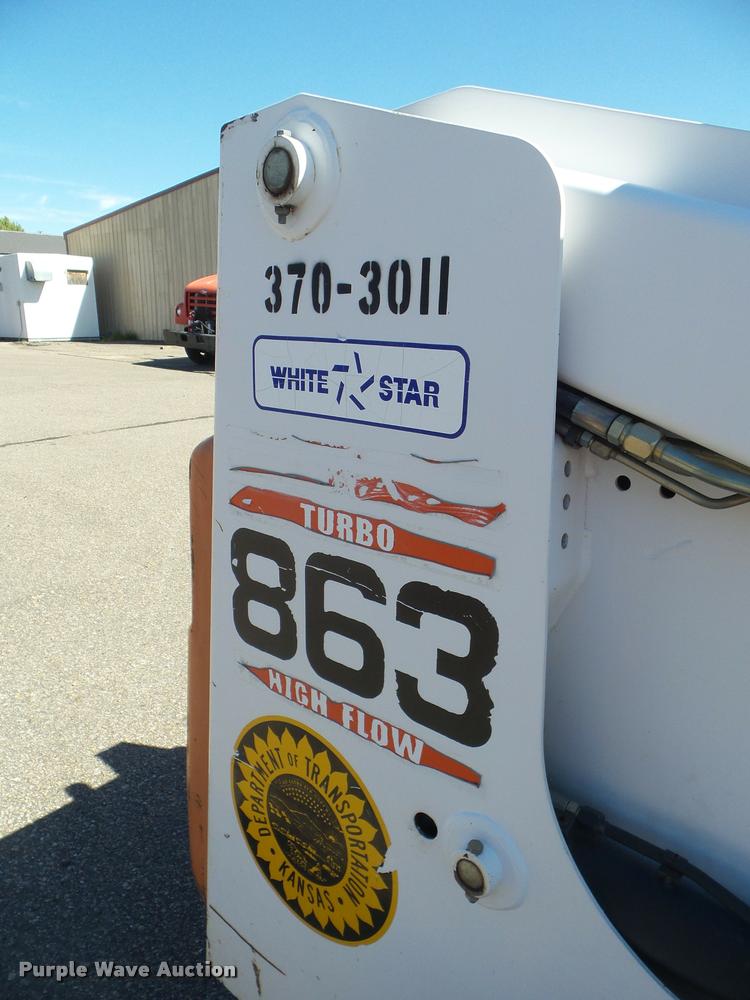 370-3011
WHITE STAR
TURBO
863
HIGH FLOW
DEPARTMENT OF TRANSPORTATION
KANSAS
Purple Wave Auction